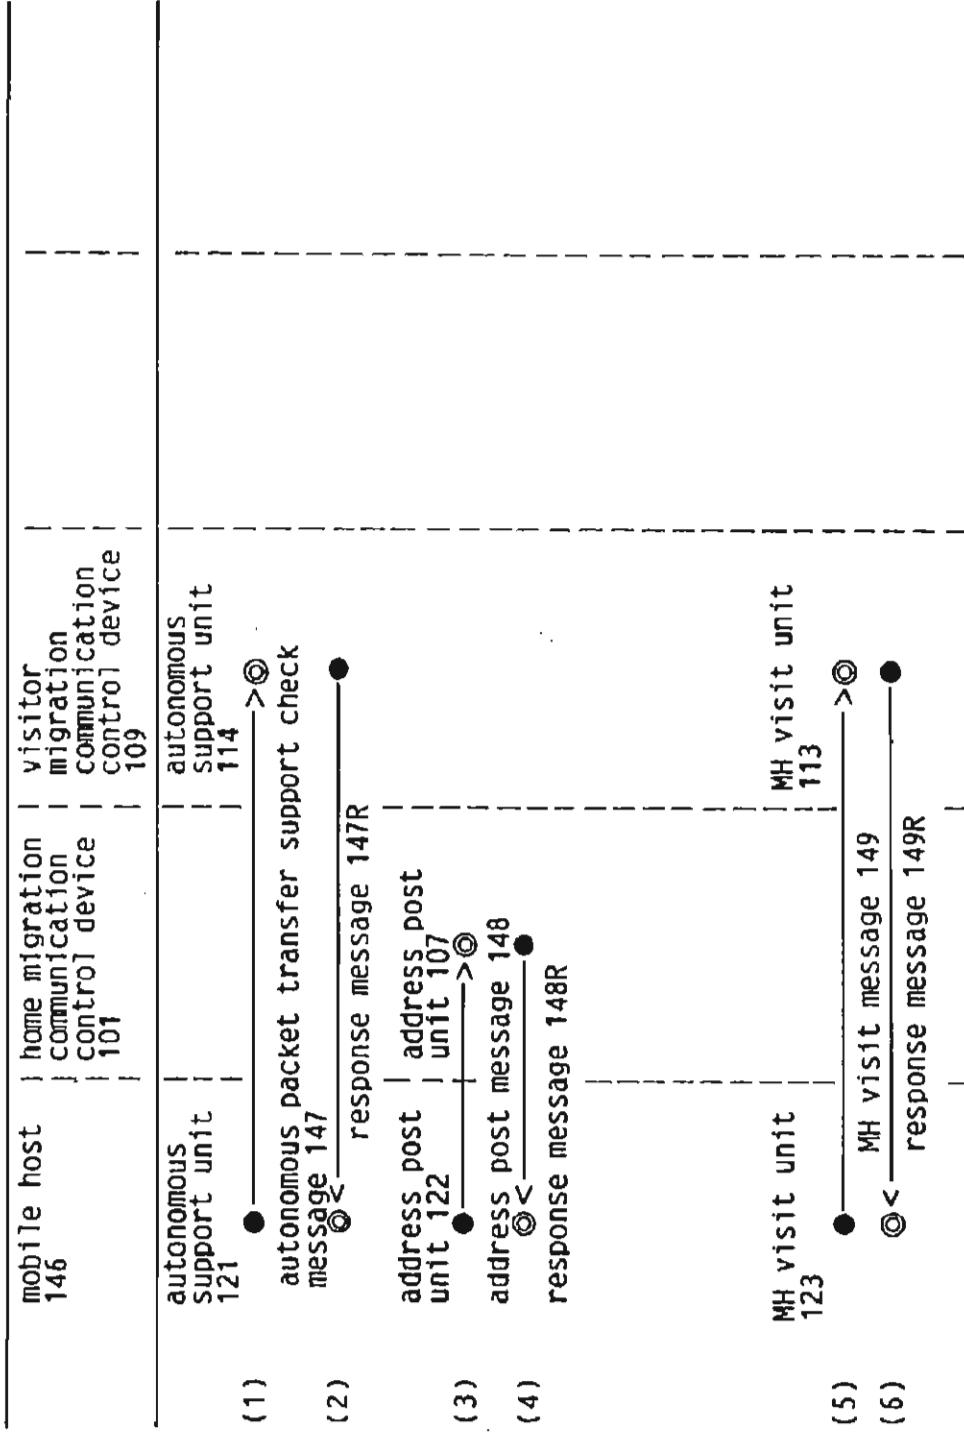 mobile host
146
home migration
communication
control device
101
visitor
migration
communication
control device
109
autonomous
support unit
121
autonomous
support unit
114
(1)
autonomous packet transfer support check
message 147
(2)
response message 147R
address post
unit 122
address post
unit 107
(3)
address post message 148
(4)
response message 148R
MH visit unit
123
MH visit unit
113
(5)
MH visit message 149
(6)
response message 149R